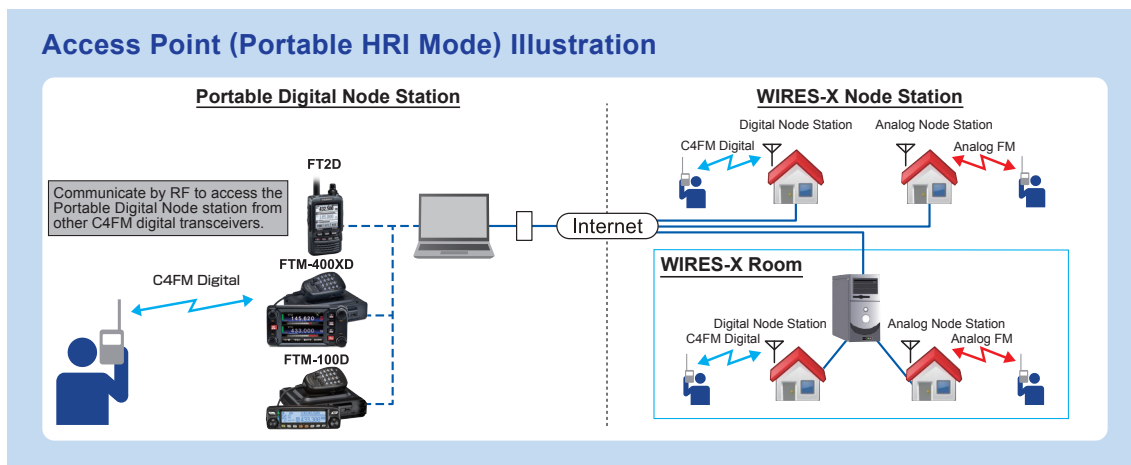 Access Point (Portable HRI Mode) Illustration
Portable Digital Node Station
FT2D
Communicate by RF to access the
Portable Digital Node station from
other C4FM digital transceivers.
C4FM Digital
FTM-400XD
145.620
433.000
FTM-100D
Internet
WIRES-X Node Station
Digital Node Station
Analog Node Station
C4FM Digital
Analog FM
WIRES-X Room
Digital Node Station
Analog Node Station
C4FM Digital
Analog FM